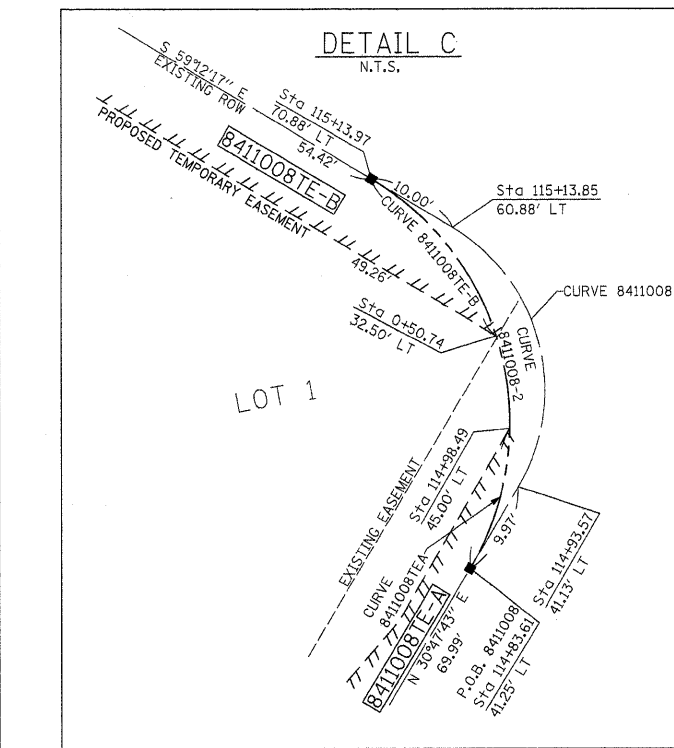 DETAIL C
N.T.S.
S 59°12'17" E
EXISTING ROW
Sta 115+13.97
70.88' LT
54.42'
PROPOSED TEMPORARY EASEMENT
8411008TE-B
10.00'
Sta 115+13.85
60.88' LT
CURVE 8411008TE-B
49.26'
CURVE 8411008
Sta 0+50.74
32.50' LT
CURVE
8411008-2
LOT 1
Sta 114+98.49
45.00' LT
EXISTING EASEMENT
CURVE
8411008TEA
9.97'
Sta 114+93.57
41.13' LT
8411008TE-A
N 30°47'43" E
69.99'
P.O.B. 8411008
Sta 114+83.61
41.25' LT